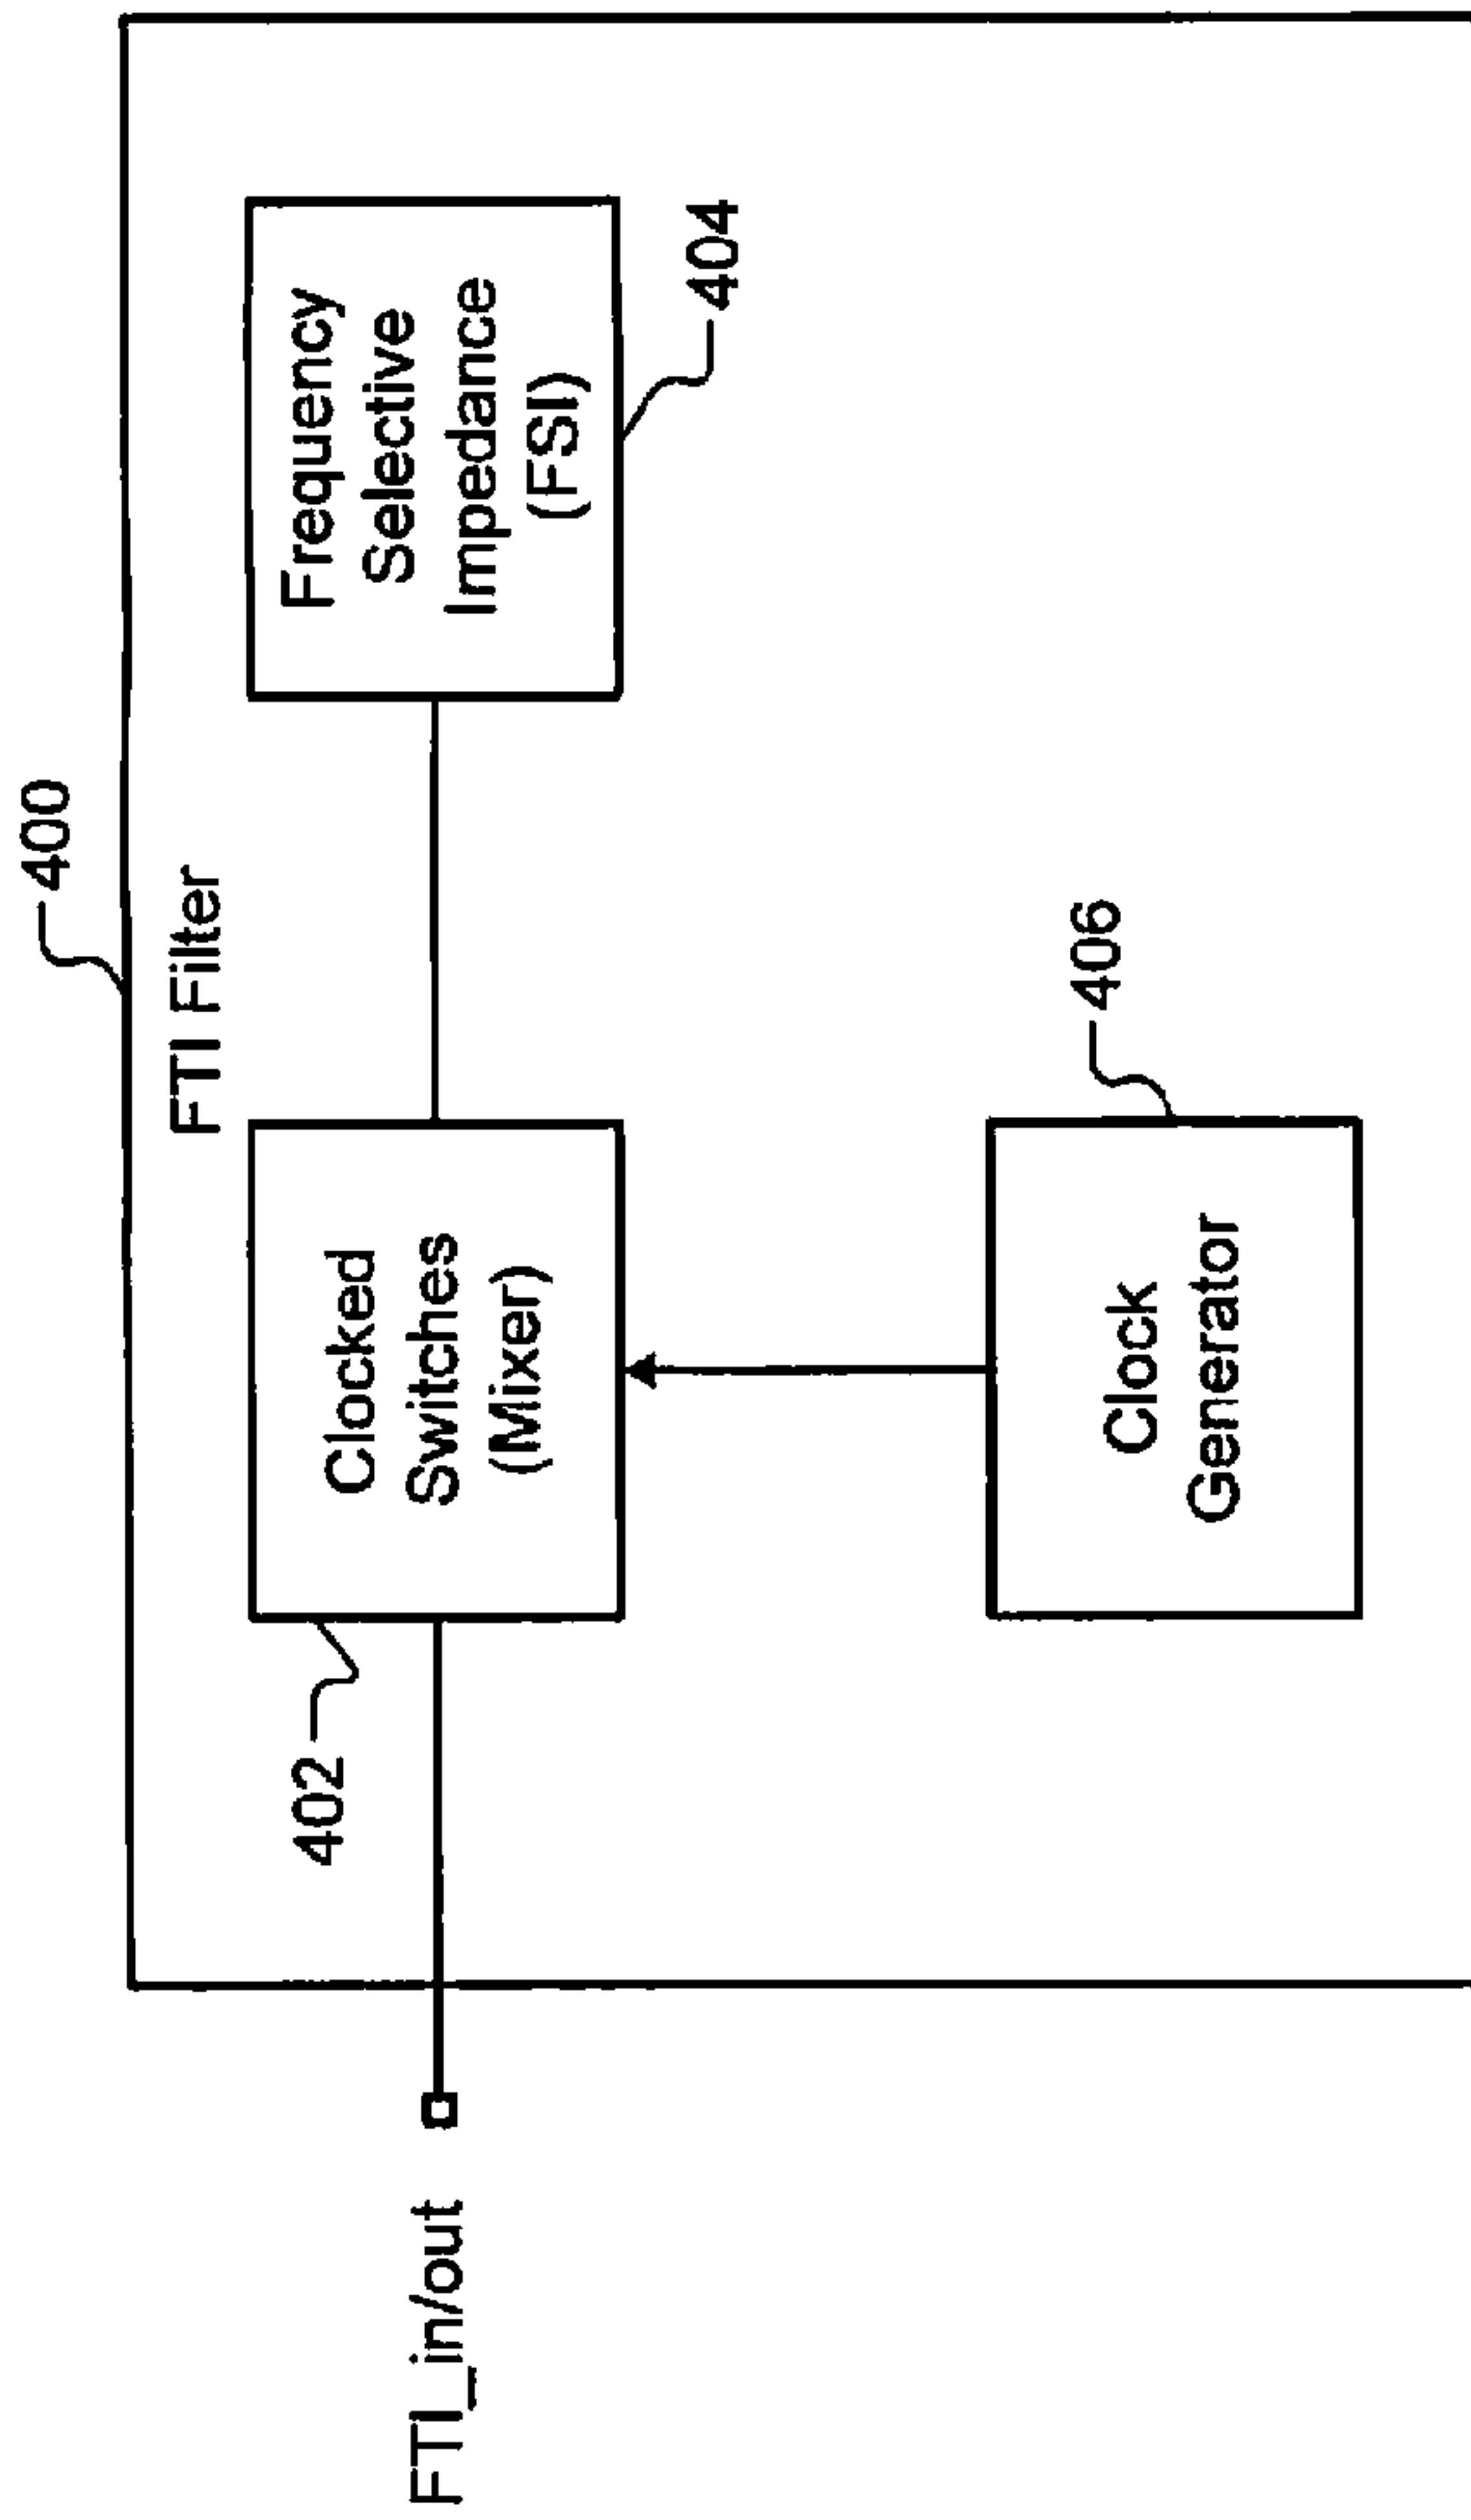 400
FTI Filter
402
Clocked
Switches
(Mixer)
Frequency
Selective
Impedance
(FSI)
404
FTI_in/out
406
Clock
Generator